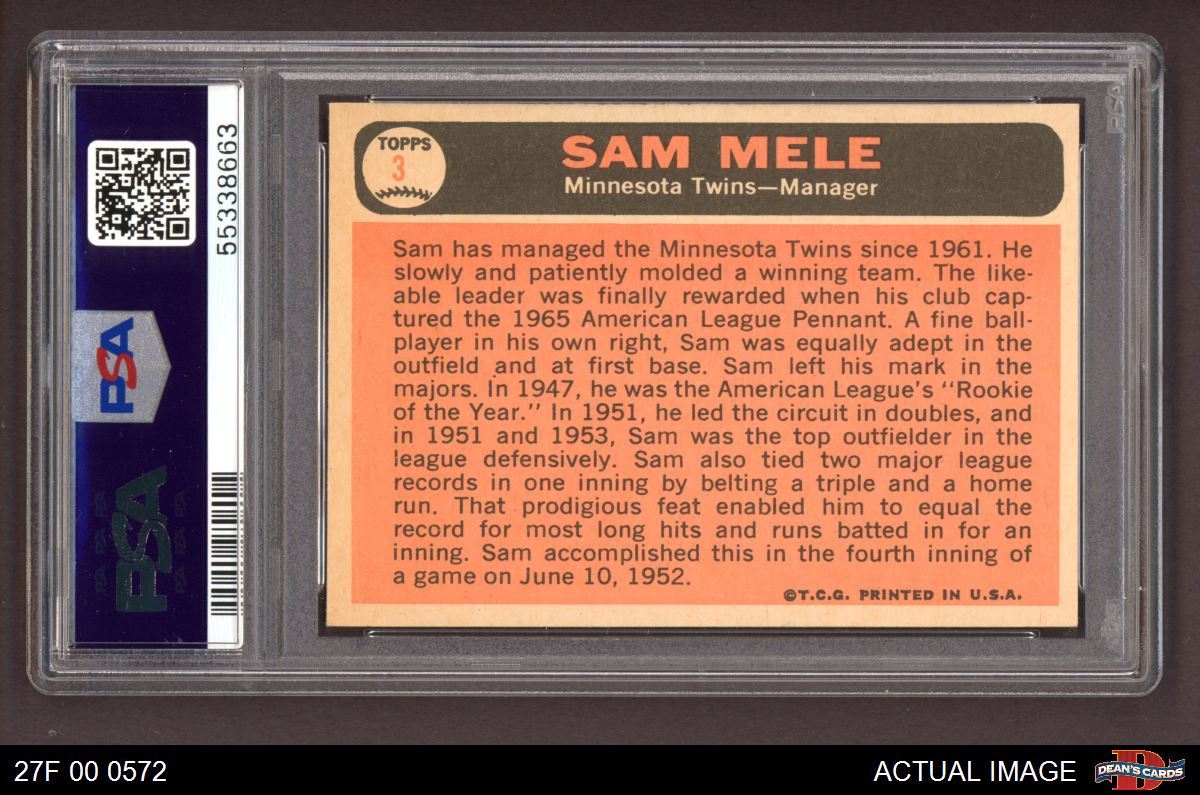 55338663
PSA
PSA
TOPPS
3
SAM MELE
Minnesota Twins—Manager
Sam has managed the Minnesota Twins since 1961. He
slowly and patiently molded a winning team. The like-
able leader was finally rewarded when his club cap-
tured the 1965 American League Pennant. A fine ball-
player in his own right, Sam was equally adept in the
outfield and at first base. Sam left his mark in the
majors. In 1947, he was the American League's "Rookie
of the Year." In 1951, he led the circuit in doubles, and
in 1951 and 1953, Sam was the top outfielder in the
league defensively. Sam also tied two major league
records in one inning by belting a triple and a home
run. That prodigious feat enabled him to equal the
record for most long hits and runs batted in for an
inning. Sam accomplished this in the fourth inning of
a game on June 10, 1952.
©T.C.G. PRINTED IN U.S.A.
PSA
27F 00 0572
ACTUAL IMAGE
DEAN'S CARDS